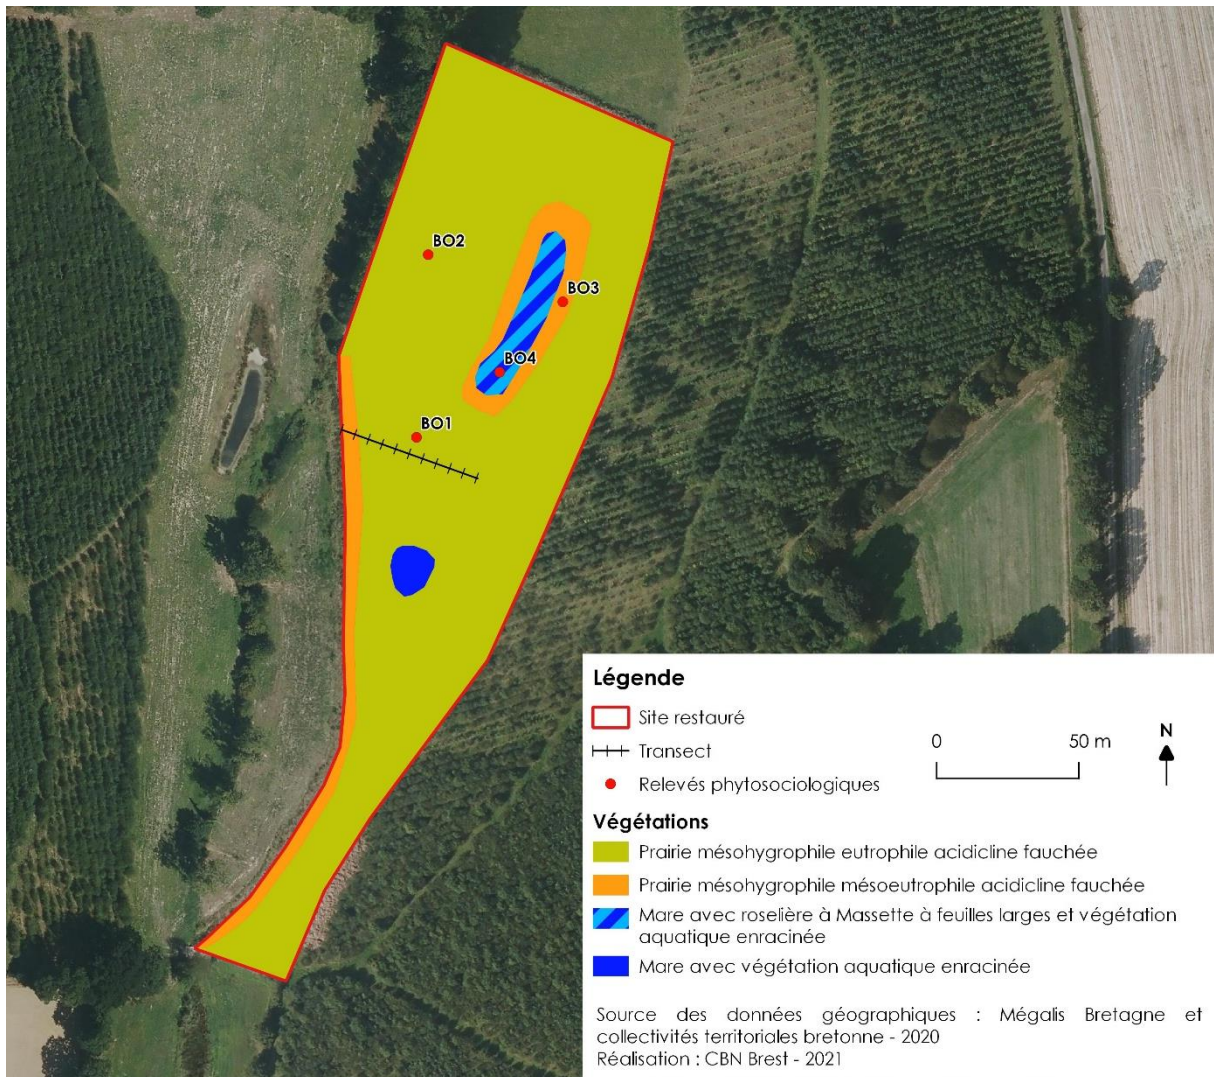 BO2
BO3
BO4
BO1
Légende
Site restauré
Transect
Relevés phytosociologiques
0 50 m
N
Végétations
Prairie mésohygrophile eutrophile acidicline fauchée
Prairie mésohygrophile mésoeutrophile acidicline fauchée
Mare avec roselière à Massette à feuilles larges et végétation
aquatique enracinée
Mare avec végétation aquatique enracinée
Source des données géographiques : Mégalis Bretagne et
collectivités territoriales bretonne - 2020
Réalisation : CBN Brest - 2021